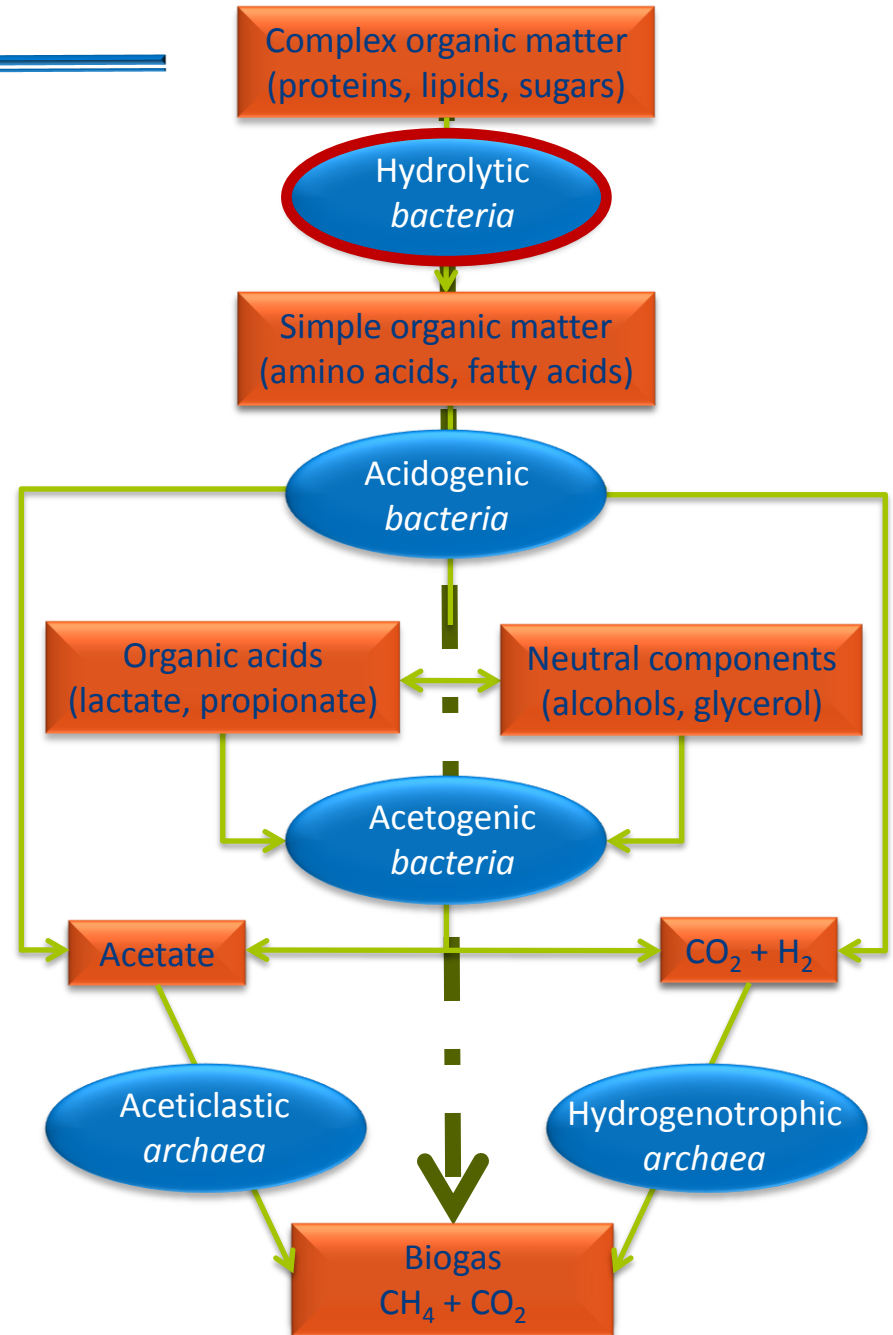 Complex organic matter
(proteins, lipids, sugars)
Hydrolytic
bacteria
Simple organic matter
(amino acids, fatty acids)
Acidogenic
bacteria
Organic acids
(lactate, propionate)
Neutral components
(alcohols, glycerol)
Acetogenic
bacteria
Acetate
CO₂ + H₂
Aceticlastic
archaea
Hydrogenotrophic
archaea
Biogas
CH₄ + CO₂